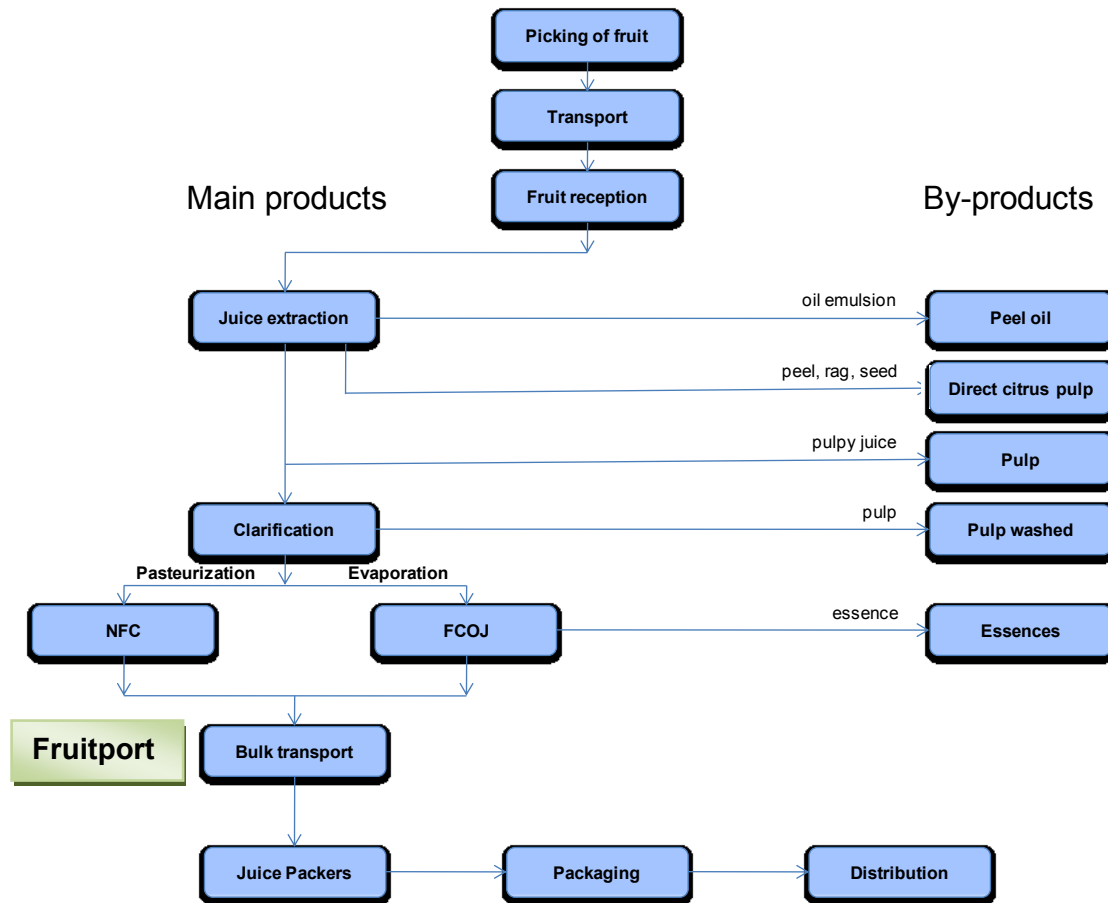 Picking of fruit
Transport
Main products
Fruit reception
By-products
Juice extraction
oil emulsion
Peel oil
peel, rag, seed
Direct citrus pulp
pulpy juice
Pulp
Clarification
pulp
Pulp washed
Pasteurization
Evaporation
NFC
FCOJ
essence
Essences
Fruitport
Bulk transport
Juice Packers
Packaging
Distribution